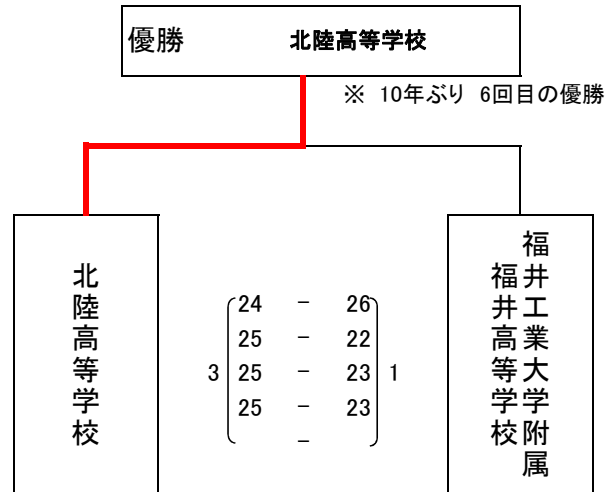 優勝 北陸高等学校
※ 10年ぶり 6回目の優勝
北陸高等学校
3
24 － 26
25 － 22
25 － 23
25 － 23
－
1
福井工業大学附属
福井高等学校